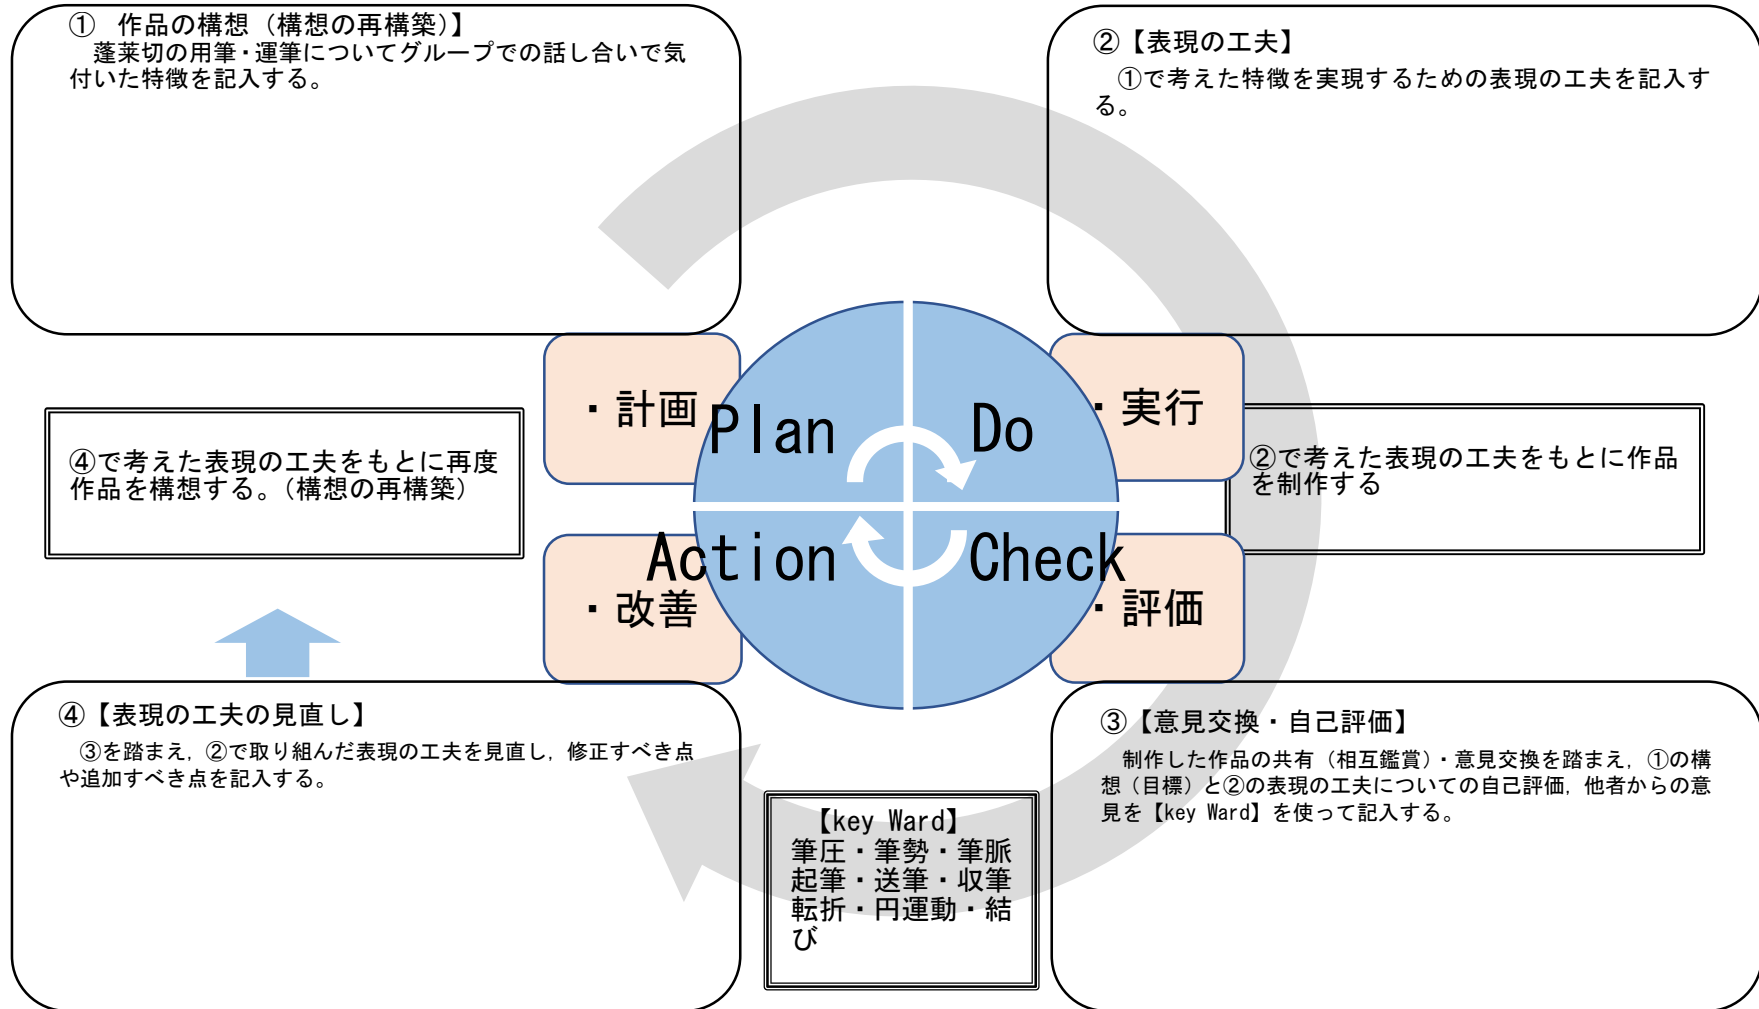 ① 作品の構想（構想の再構築）】
蓬莱切の用筆・運筆についてグループでの話し合いで気
付いた特徴を記入する。
②【表現の工夫】
①で考えた特徴を実現するための表現の工夫を記入す
る。
・計画
Plan
Do
・実行
④で考えた表現の工夫をもとに再度
作品を構想する。（構想の再構築）
②で考えた表現の工夫をもとに作品
を制作する
Action
・改善
Check
・評価
④【表現の工夫の見直し】
③を踏まえ，②で取り組んだ表現の工夫を見直し，修正すべき点
や追加すべき点を記入する。
③【意見交換・自己評価】
制作した作品の共有（相互鑑賞）・意見交換を踏まえ，①の構
想（目標）と②の表現の工夫についての自己評価，他者からの意
見を【key Ward】を使って記入する。
【key Ward】
筆圧・筆勢・筆脈
起筆・送筆・収筆
転折・円運動・結
び